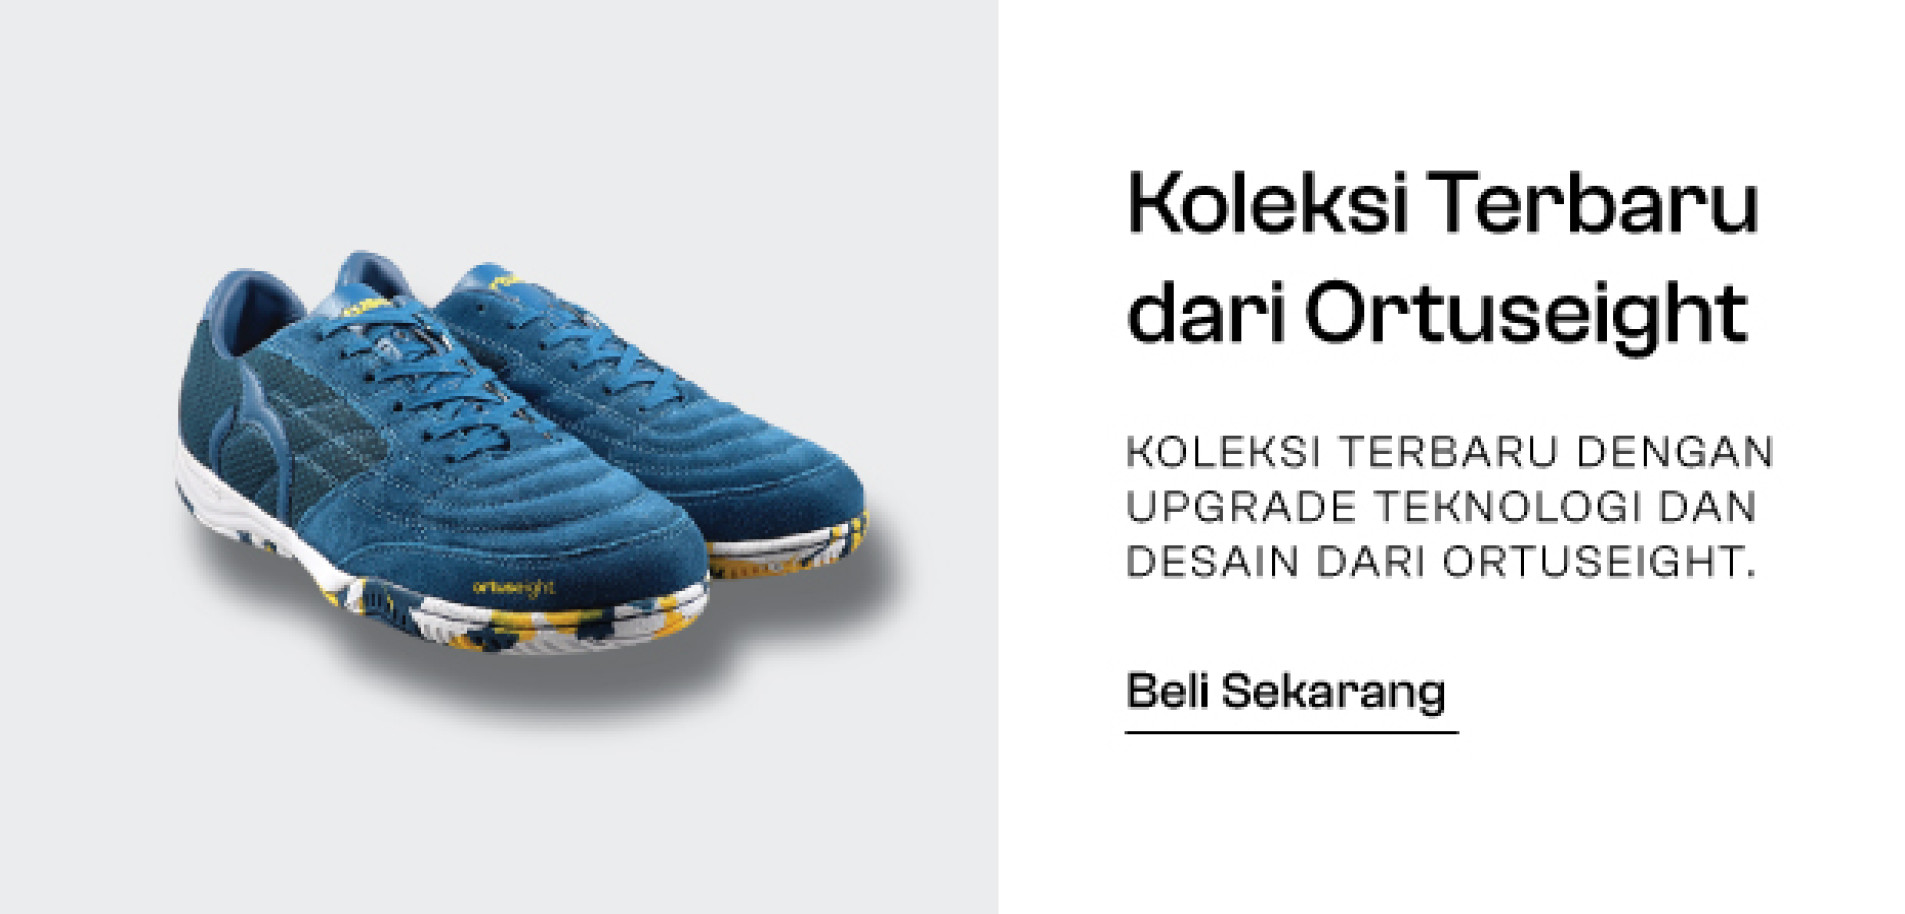 Koleksi Terbaru
dari Ortuseight
KOLEKSI TERBARU DENGAN
UPGRADE TEKNOLOGI DAN
DESAIN DARI ORTUSEIGHT.
Beli Sekarang
ortuseight